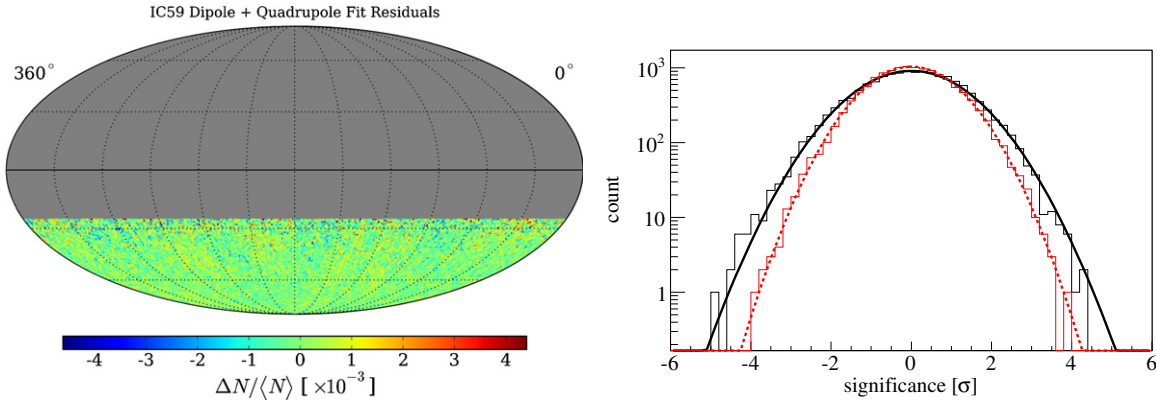 IC59 Dipole + Quadrupole Fit Residuals
360°
0°
-4 -3 -2 -1 0 1 2 3 4
ΔN/⟨N⟩ [ ×10⁻³]
10³
10²
10
1
count
-6 -4 -2 0 2 4 6
significance [σ]